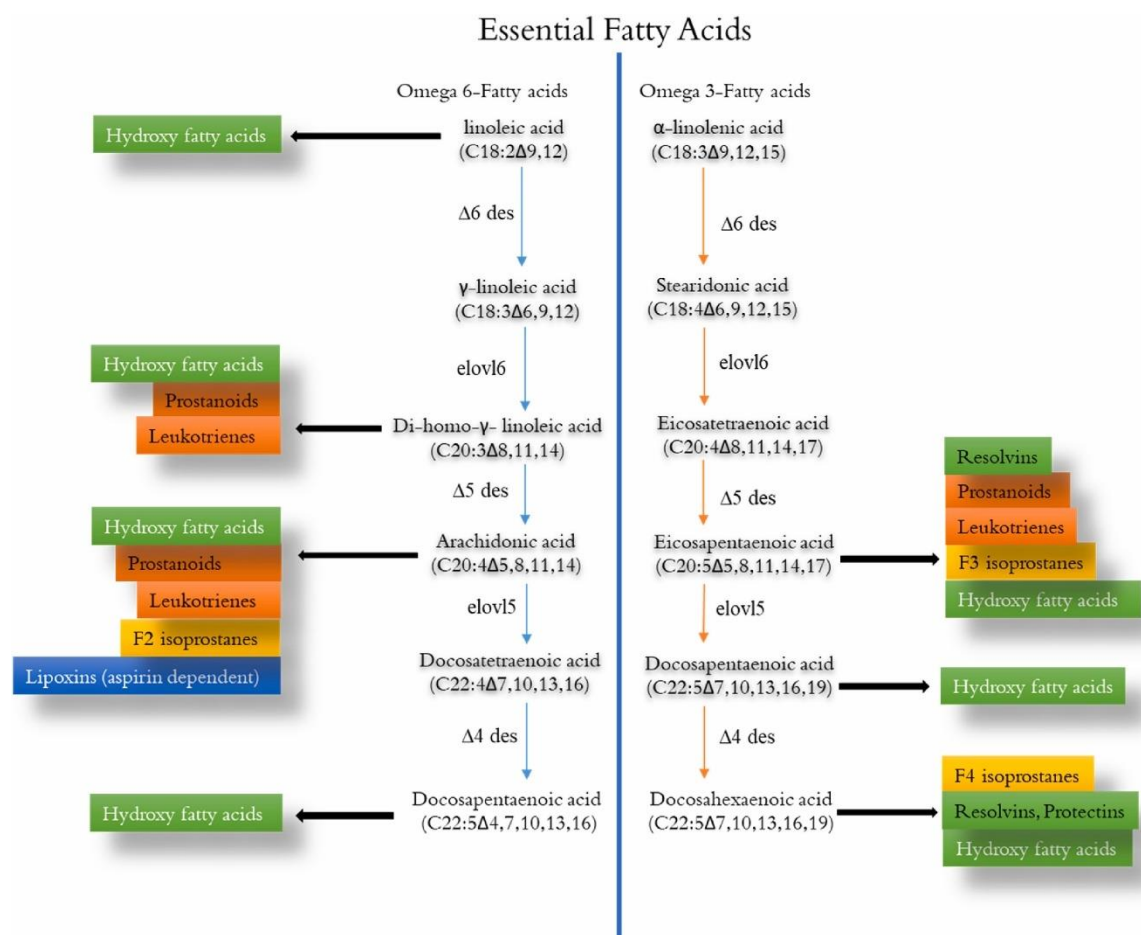 Essential Fatty Acids
Omega 6-Fatty acids
linoleic acid
(C18:2Δ9,12)
Hydroxy fatty acids
Δ6 des
γ-linoleic acid
(C18:3Δ6,9,12)
elovl6
Hydroxy fatty acids
Prostanoids
Leukotrienes
Di-homo-γ- linoleic acid
(C20:3Δ8,11,14)
Δ5 des
Hydroxy fatty acids
Prostanoids
Leukotrienes
F2 isoprostanes
Lipoxins (aspirin dependent)
Arachidonic acid
(C20:4Δ5,8,11,14)
elovl5
Docosatetraenoic acid
(C22:4Δ7,10,13,16)
Δ4 des
Hydroxy fatty acids
Docosapentaenoic acid
(C22:5Δ4,7,10,13,16)
Omega 3-Fatty acids
α-linolenic acid
(C18:3Δ9,12,15)
Δ6 des
Stearidonic acid
(C18:4Δ6,9,12,15)
elovl6
Eicosatetraenoic acid
(C20:4Δ8,11,14,17)
Δ5 des
Eicosapentaenoic acid
(C20:5Δ5,8,11,14,17)
Resolvins
Prostanoids
Leukotrienes
F3 isoprostanes
Hydroxy fatty acids
elovl5
Docosapentaenoic acid
(C22:5Δ7,10,13,16,19)
Hydroxy fatty acids
Δ4 des
Docosahexaenoic acid
(C22:5Δ7,10,13,16,19)
F4 isoprostanes
Resolvins, Protectins
Hydroxy fatty acids